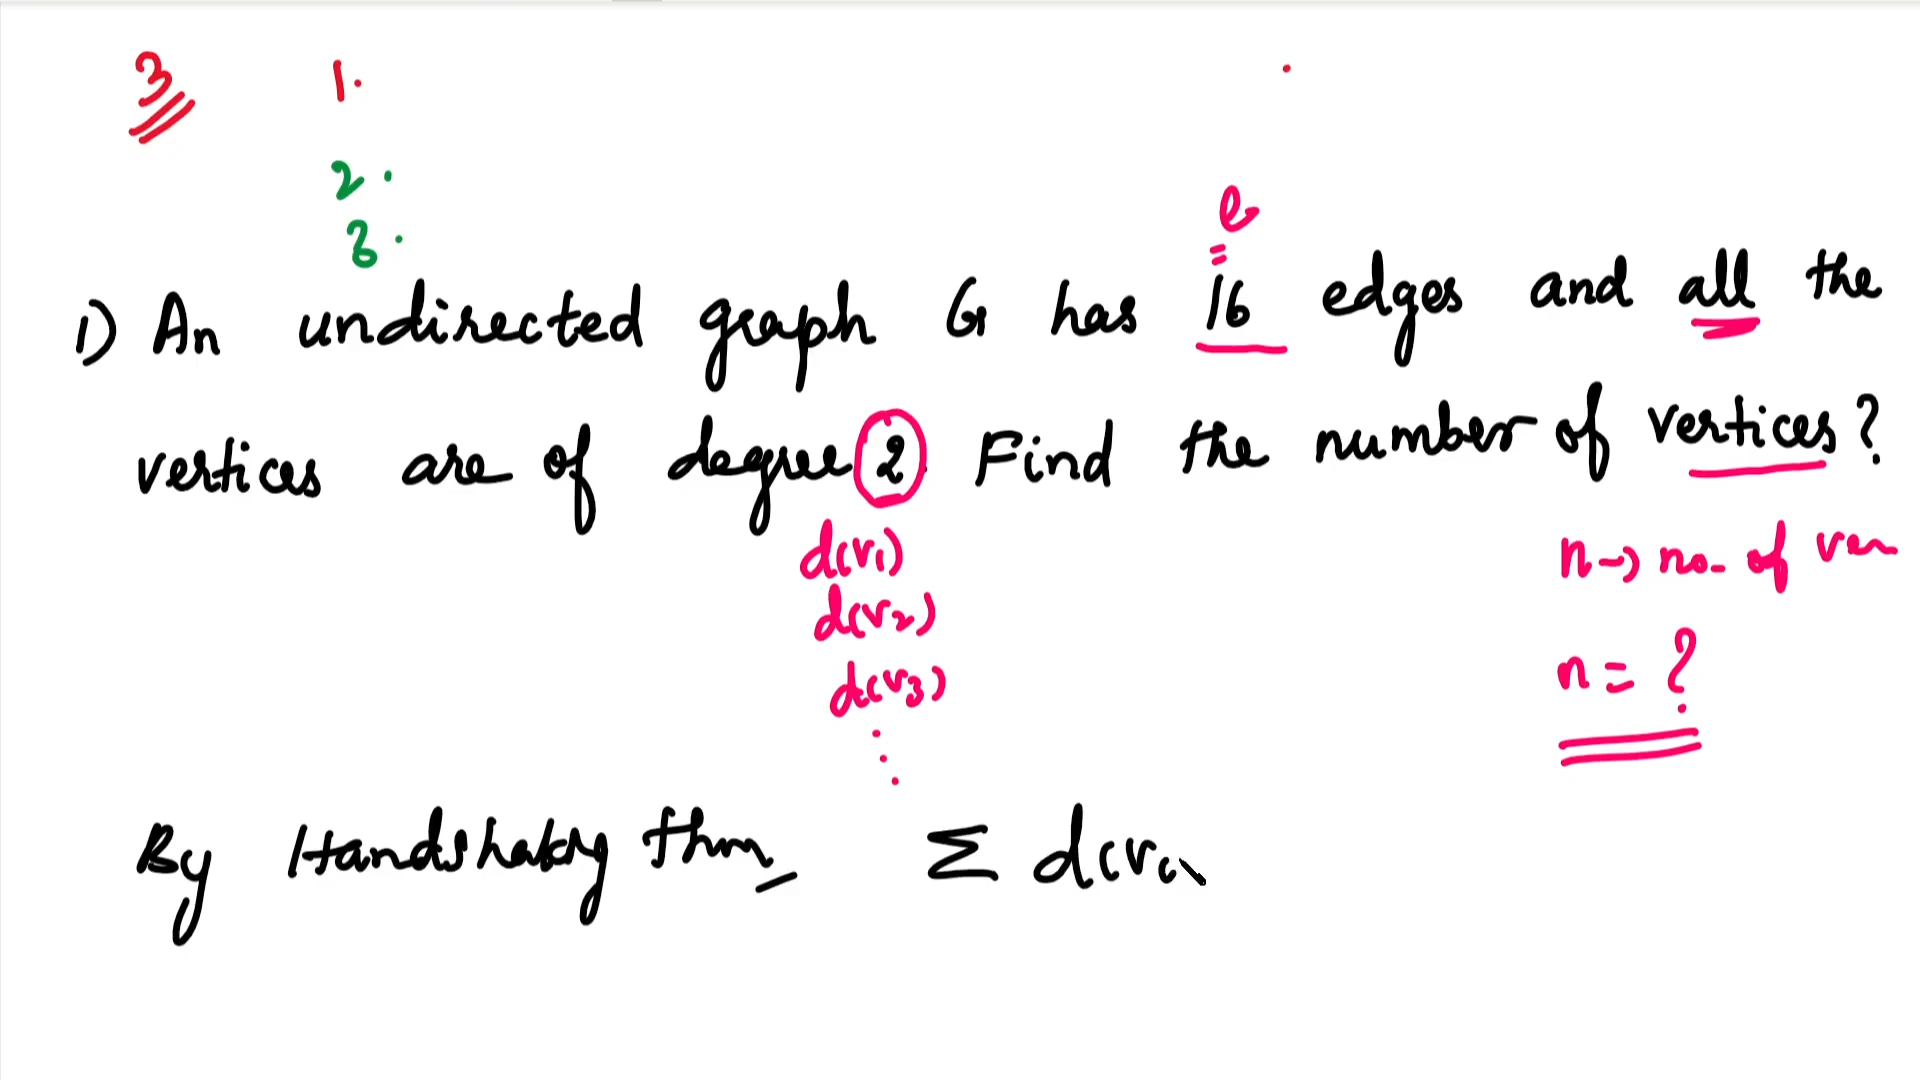 3 1.
2.
3.
e
1) An undirected graph G has 16 edges and all the
vertices are of degree 2. Find the number of vertices?
d(v1)
d(v2)
d(v3)
n → no. of ver
n = ?
By Handshaking thm, Σ d(vi